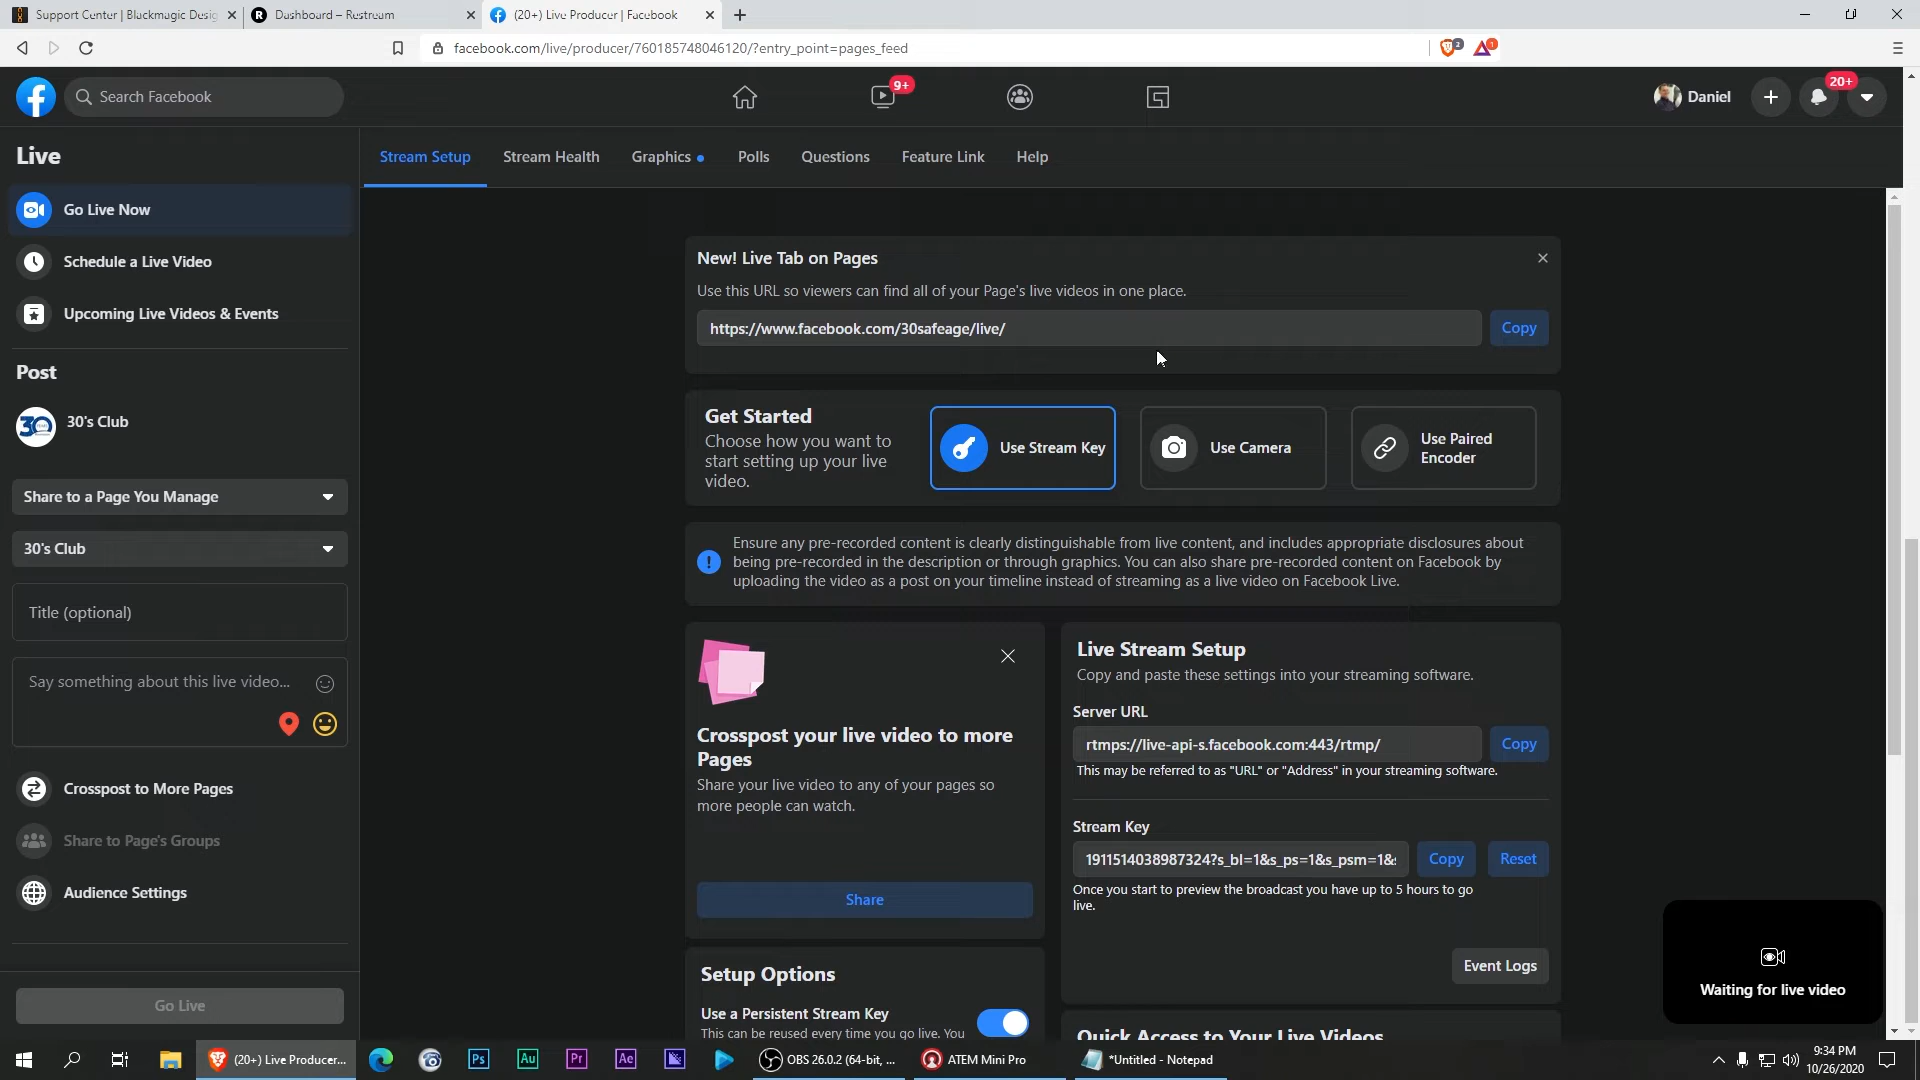 Support Center | Blackmagic Desig
Dashboard – Restream
(20+) Live Producer | Facebook
facebook.com/live/producer/760185748046120/?entry_point=pages_feed
2
1
Search Facebook
9+
Daniel
20+
Live
Go Live Now
Schedule a Live Video
Upcoming Live Videos & Events
Post
30's Club
Share to a Page You Manage
30's Club
Title (optional)
Say something about this live video...
Crosspost to More Pages
Share to Page's Groups
Audience Settings
Go Live
Stream Setup
Stream Health
Graphics
Polls
Questions
Feature Link
Help
New! Live Tab on Pages
Use this URL so viewers can find all of your Page's live videos in one place.
https://www.facebook.com/30safeage/live/
Copy
Get Started
Choose how you want to
start setting up your live
video.
Use Stream Key
Use Camera
Use Paired
Encoder
Ensure any pre-recorded content is clearly distinguishable from live content, and includes appropriate disclosures about
being pre-recorded in the description or through graphics. You can also share pre-recorded content on Facebook by
uploading the video as a post on your timeline instead of streaming as a live video on Facebook Live.
Crosspost your live video to more
Pages
Share your live video to any of your pages so
more people can watch.
Share
Setup Options
Use a Persistent Stream Key
This can be reused every time you go live. You
Live Stream Setup
Copy and paste these settings into your streaming software.
Server URL
rtmps://live-api-s.facebook.com:443/rtmp/
Copy
This may be referred to as "URL" or "Address" in your streaming software.
Stream Key
1911514038987324?s_bl=1&s_ps=1&s_psm=1&
Copy
Reset
Once you start to preview the broadcast you have up to 5 hours to go
live.
Event Logs
Quick Access to Your Live Videos
Waiting for live video
(20+) Live Producer...
Ps
Au
Pr
Ae
OBS 26.0.2 (64-bit, ...
ATEM Mini Pro
*Untitled - Notepad
9:34 PM
10/26/2020